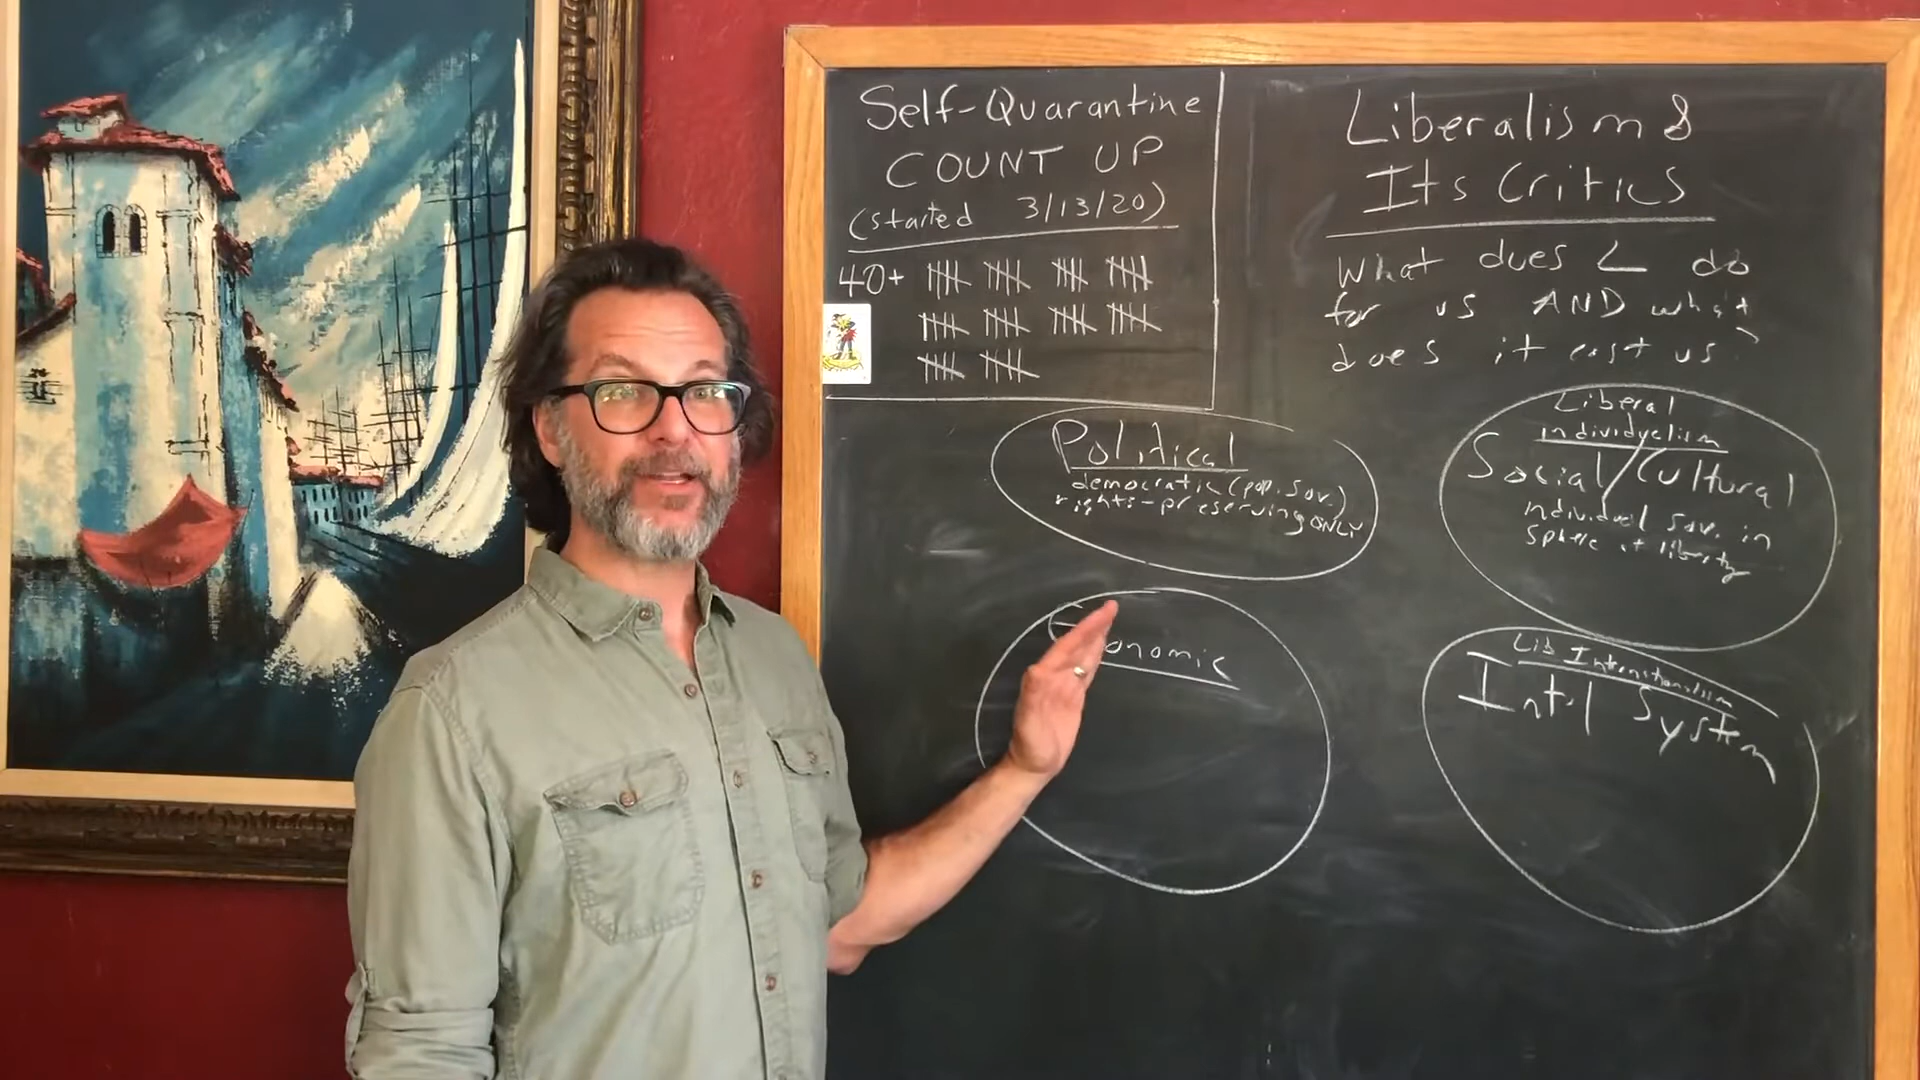 Self-Quarantine
COUNT UP
(started 3/13/20)
40+
Liberalism &
Its Critics
What does L do
for us AND what
does it cost us?
Political
democratic (pop. sov.)
rights-preserving ONLY
Liberal
individualism
Social/Cultural
individual sov. in
sphere of liberty
onomic
Lib Internationalism
Int'l System